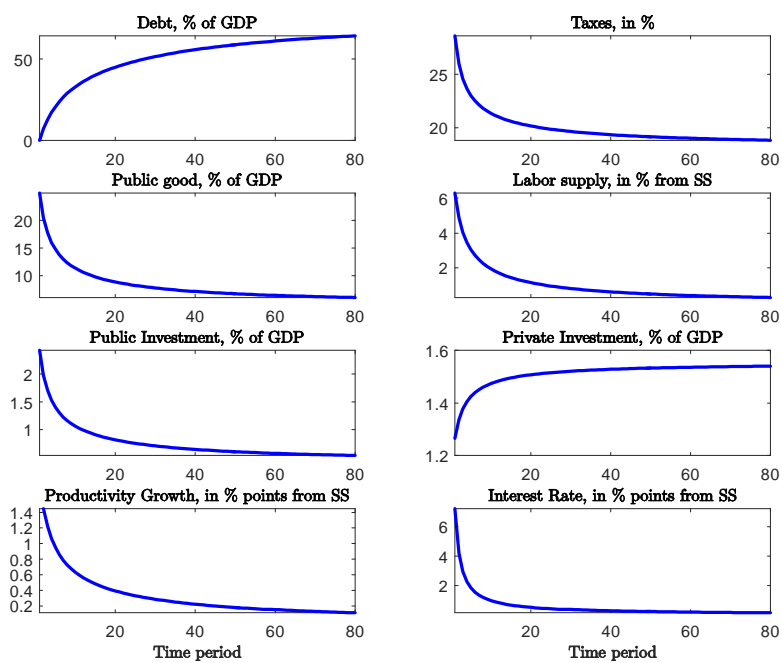 Debt, % of GDP
50
0
20 40 60 80
Taxes, in %
25
20
20 40 60 80
Public good, % of GDP
20
15
10
20 40 60 80
Labor supply, in % from SS
6
4
2
20 40 60 80
Public Investment, % of GDP
2
1
20 40 60 80
Private Investment, % of GDP
1.6
1.4
1.2
20 40 60 80
Productivity Growth, in % points from SS
1.4
1.2
1
0.8
0.6
0.4
0.2
20 40 60 80
Time period
Interest Rate, in % points from SS
6
4
2
20 40 60 80
Time period